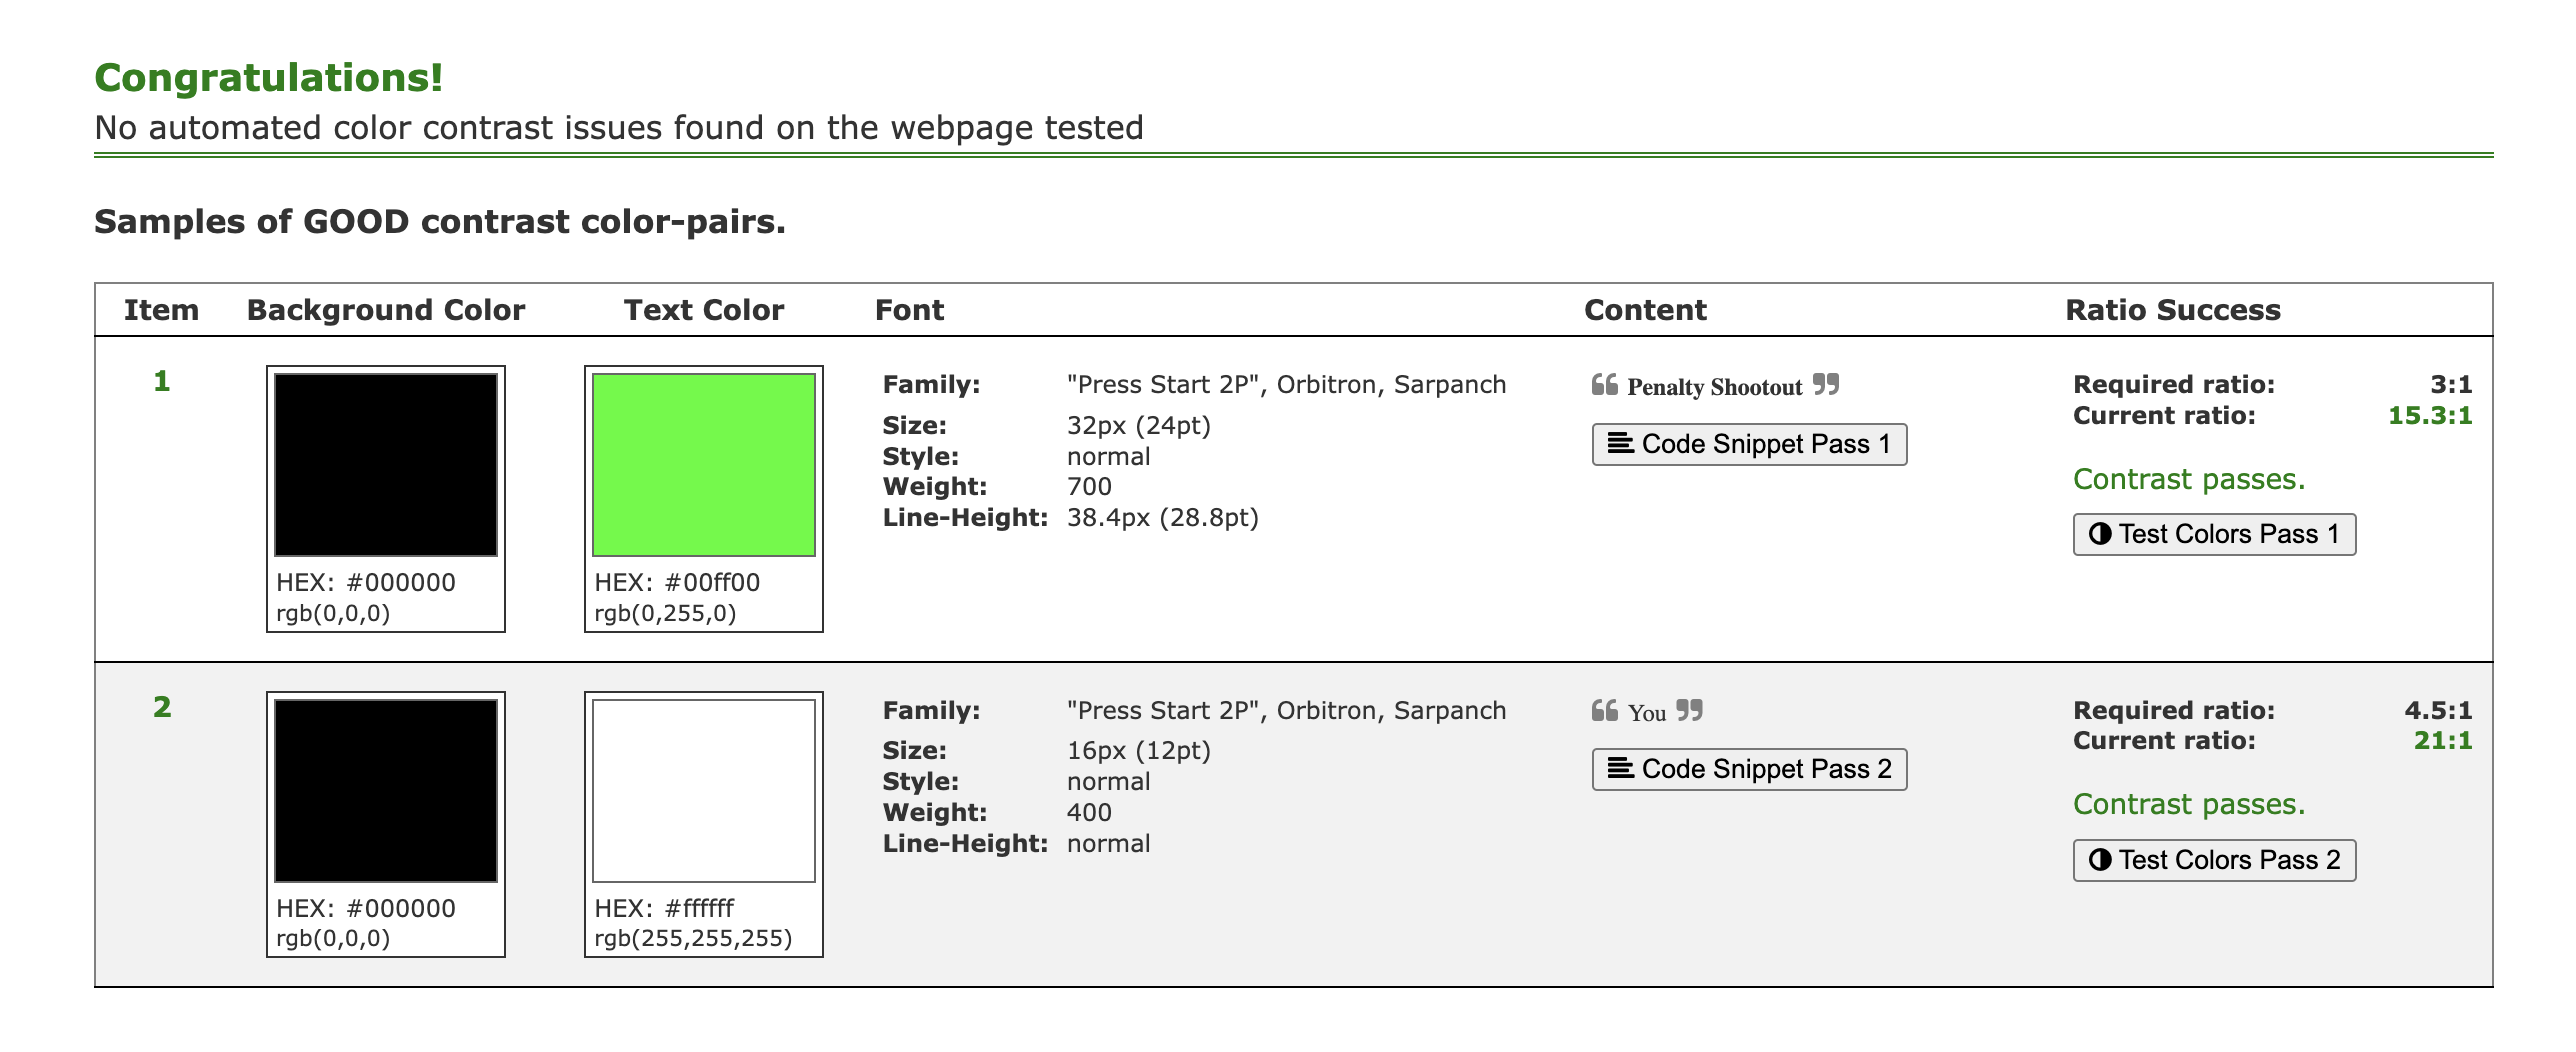 Congratulations!
No automated color contrast issues found on the webpage tested
Samples of GOOD contrast color-pairs.
Item Background Color Text Color Font Content Ratio Success
1
HEX: #000000
rgb(0,0,0)
HEX: #00ff00
rgb(0,255,0)
Family: "Press Start 2P", Orbitron, Sarpanch
Size: 32px (24pt)
Style: normal
Weight: 700
Line-Height: 38.4px (28.8pt)
❝ Penalty Shootout ❞
Code Snippet Pass 1
Required ratio: 3:1
Current ratio: 15.3:1
Contrast passes.
Test Colors Pass 1
2
HEX: #000000
rgb(0,0,0)
HEX: #ffffff
rgb(255,255,255)
Family: "Press Start 2P", Orbitron, Sarpanch
Size: 16px (12pt)
Style: normal
Weight: 400
Line-Height: normal
❝ You ❞
Code Snippet Pass 2
Required ratio: 4.5:1
Current ratio: 21:1
Contrast passes.
Test Colors Pass 2